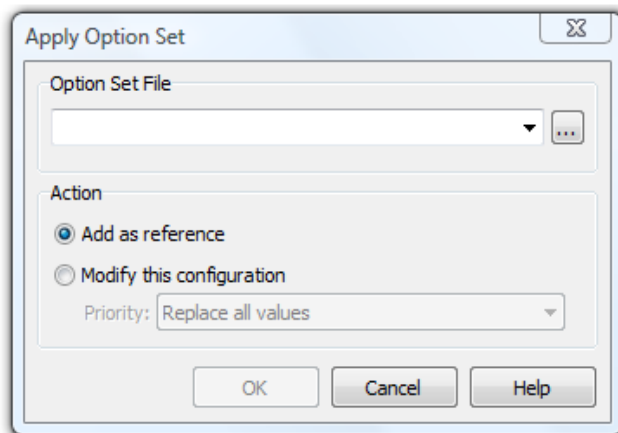 Apply Option Set
Option Set File
...
Action
Add as reference
Modify this configuration
Priority: Replace all values
OK Cancel Help